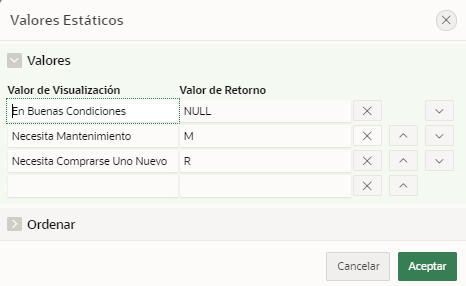 Valores Estáticos
Valores
Valor de Visualización Valor de Retorno
En Buenas Condiciones NULL
Necesita Mantenimiento M
Necesita Comprarse Uno Nuevo R
Ordenar
Cancelar Aceptar